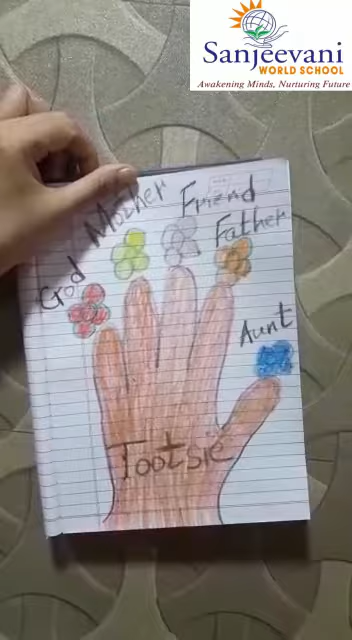 Sanjeevani
WORLD SCHOOL
Awakening Minds, Nurturing Future
God
Mother
Friend
Father
Aunt
Tootsie